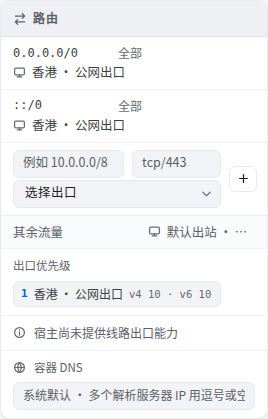 路由
0.0.0.0/0 全部
香港 · 公网出口
::/0 全部
香港 · 公网出口
例如 10.0.0.0/8 tcp/443 +
选择出口
其余流量 默认出站 · ···
出口优先级
1 香港 · 公网出口 v4 10 · v6 10
宿主尚未提供线路出口能力
容器 DNS
系统默认 · 多个解析服务器 IP 用逗号或空